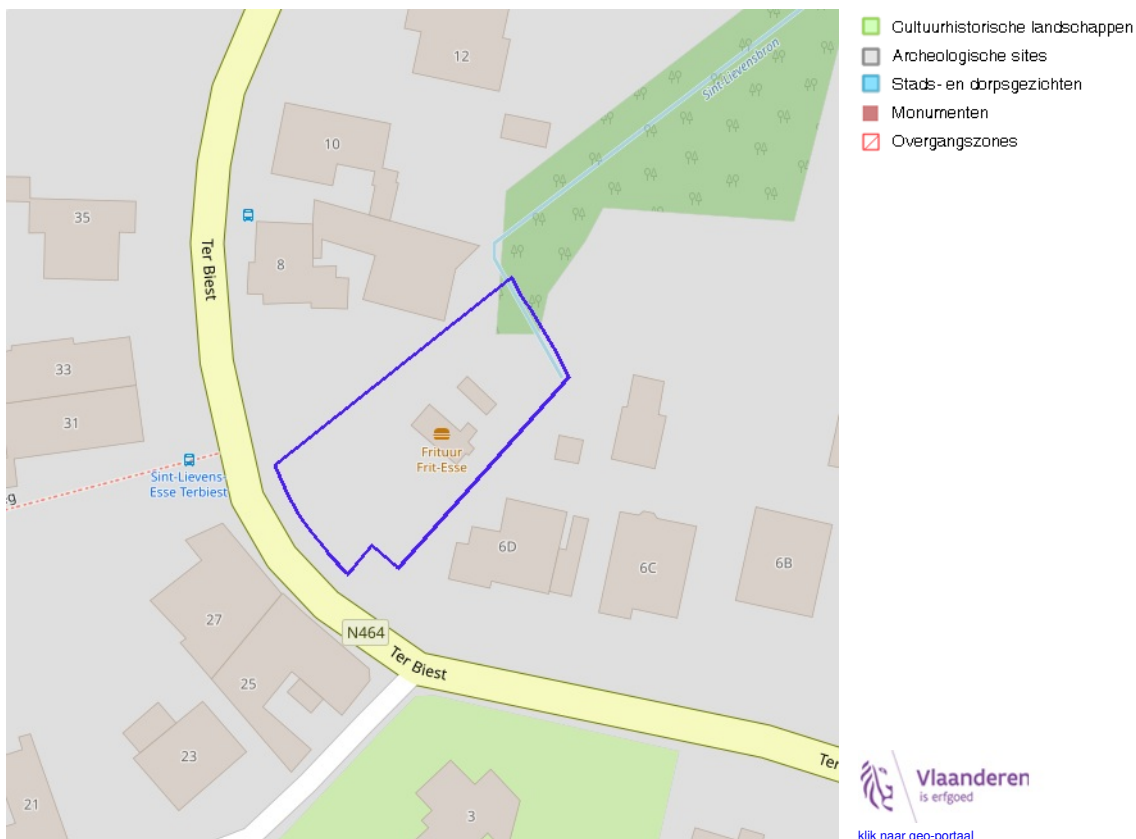 12
Sint-Lievensbron
10
35
Ter Biest
8
33
31
Frituur
Frit-Esse
Sint-Lievens-
Esse Terbiest
g
6D
6C
6B
27
N464
Ter Biest
25
23
Ter
21
3
Cultuurhistorische landschappen
Archeologische sites
Stads- en dorpsgezichten
Monumenten
Overgangszones
Vlaanderen
is erfgoed
klik naar geo-portaal